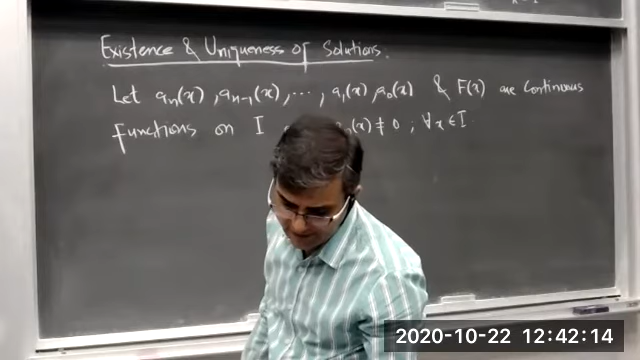 Existence & Uniqueness of Solutions.
Let aₙ(x), aₙ₋₁(x), ..., a₁(x), a₀(x) & F(x) are continuous
functions on I (x) ≠ 0 ; ∀ x ∈ I
2020-10-22 12:42:14